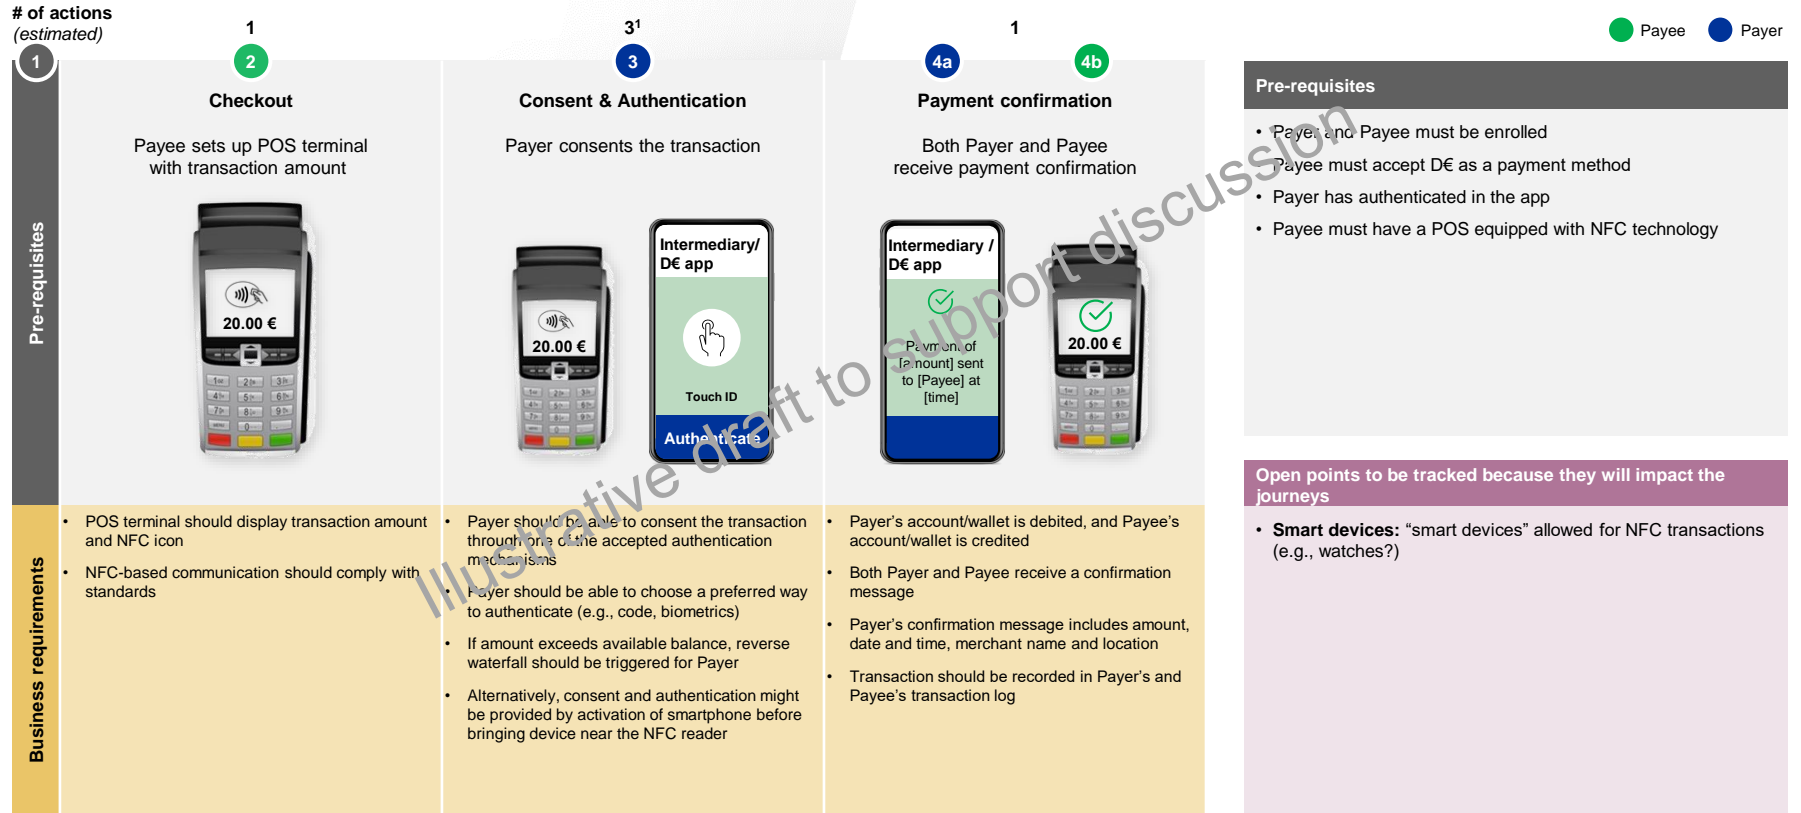 # of actions
(estimated)
1
3¹
1
Payee
Payer
1
2
3
4a
4b
Checkout
Consent & Authentication
Payment confirmation
Payee sets up POS terminal
with transaction amount
Payer consents the transaction
Both Payer and Payee
receive payment confirmation
Pre-requisites
20.00 €
20.00 €
Intermediary/
D€ app
Touch ID
Authenticate
Intermediary /
D€ app
Payment of
[amount] sent
to [Payee] at
[time]
20.00 €
Business requirements
• POS terminal should display transaction amount
and NFC icon
• NFC-based communication should comply with
standards
• Payer should be able to consent the transaction
through one of the accepted authentication
mechanisms
• Payer should be able to choose a preferred way
to authenticate (e.g., code, biometrics)
• If amount exceeds available balance, reverse
waterfall should be triggered for Payer
• Alternatively, consent and authentication might
be provided by activation of smartphone before
bringing device near the NFC reader
• Payer’s account/wallet is debited, and Payee’s
account/wallet is credited
• Both Payer and Payee receive a confirmation
message
• Payer’s confirmation message includes amount,
date and time, merchant name and location
• Transaction should be recorded in Payer’s and
Payee’s transaction log
Pre-requisites
• Payer and Payee must be enrolled
• Payee must accept D€ as a payment method
• Payer has authenticated in the app
• Payee must have a POS equipped with NFC technology
Open points to be tracked because they will impact the
journeys
• Smart devices: “smart devices” allowed for NFC transactions
(e.g., watches?)
Illustrative draft to support discussion